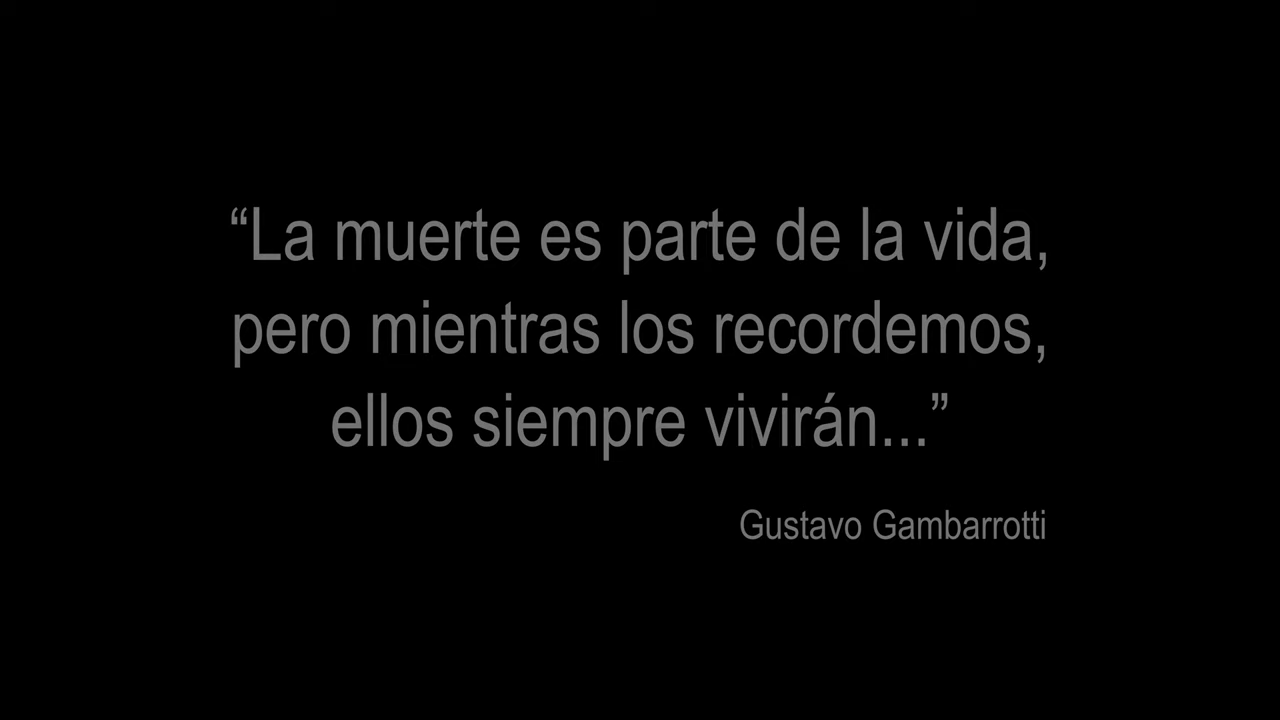 “La muerte es parte de la vida,
pero mientras los recordemos,
ellos siempre vivirán...”
Gustavo Gambarrotti